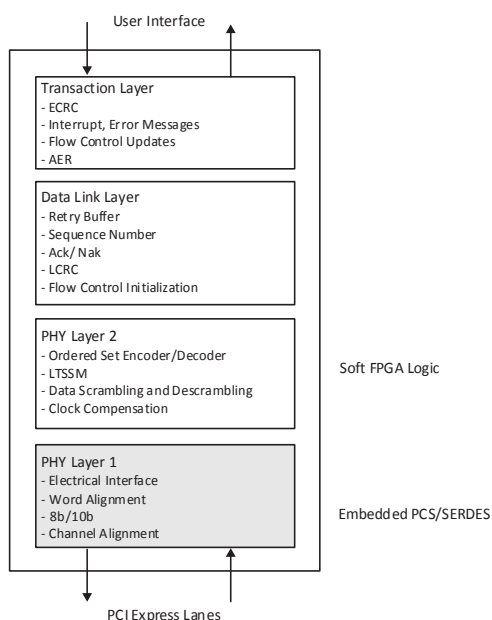 User Interface
Transaction Layer
- ECRC
- Interrupt, Error Messages
- Flow Control Updates
- AER
Data Link Layer
- Retry Buffer
- Sequence Number
- Ack/ Nak
- LCRC
- Flow Control Initialization
PHY Layer 2
- Ordered Set Encoder/Decoder
- LTSSM
- Data Scrambling and Descrambling
- Clock Compensation
Soft FPGA Logic
PHY Layer 1
- Electrical Interface
- Word Alignment
- 8b/10b
- Channel Alignment
Embedded PCS/SERDES
PCI Express Lanes